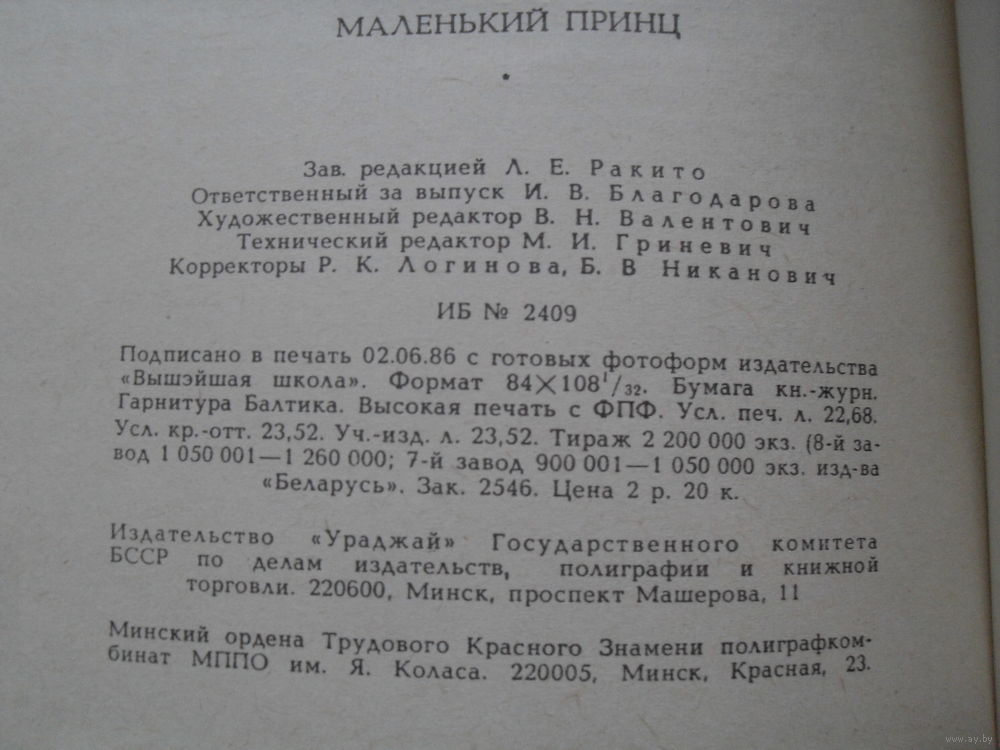 МАЛЕНЬКИЙ ПРИНЦ
Зав. редакцией Л. Е. Ракито
Ответственный за выпуск И. В. Благодарова
Художественный редактор В. Н. Валентович
Технический редактор М. И. Гриневич
Корректоры Р. К. Логинова, Б. В Никанович
ИБ № 2409
Подписано в печать 02.06.86 с готовых фотоформ издательства
«Вышэйшая школа». Формат 84×108¹/₃₂. Бумага кн.-журн.
Гарнитура Балтика. Высокая печать с ФПФ. Усл. печ. л. 22,68.
Усл. кр.-отт. 23,52. Уч.-изд. л. 23,52. Тираж 2 200 000 экз. (8-й за-
вод 1 050 001—1 260 000; 7-й завод 900 001—1 050 000 экз. изд-ва
«Беларусь». Зак. 2546. Цена 2 р. 20 к.
Издательство «Ураджай» Государственного комитета
БССР по делам издательств, полиграфии и книжной
торговли. 220600, Минск, проспект Машерова, 11
Минский ордена Трудового Красного Знамени полиграфком-
бинат МППО им. Я. Коласа. 220005, Минск, Красная, 23.
www.ay.by